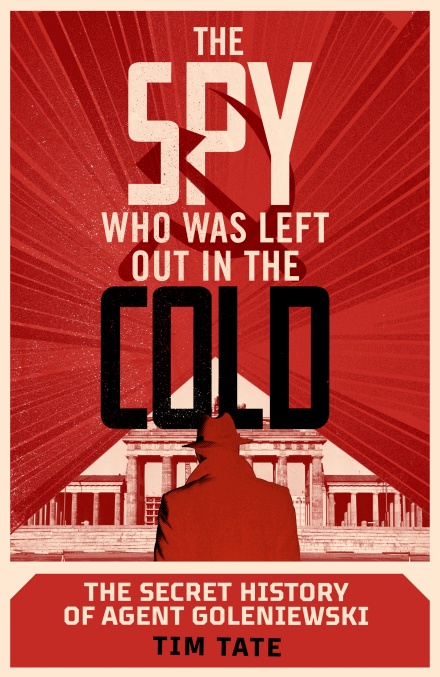 THE
SPY
WHO WAS LEFT
OUT IN THE
COLD
THE SECRET HISTORY
OF AGENT GOLENIEWSKI
TIM TATE